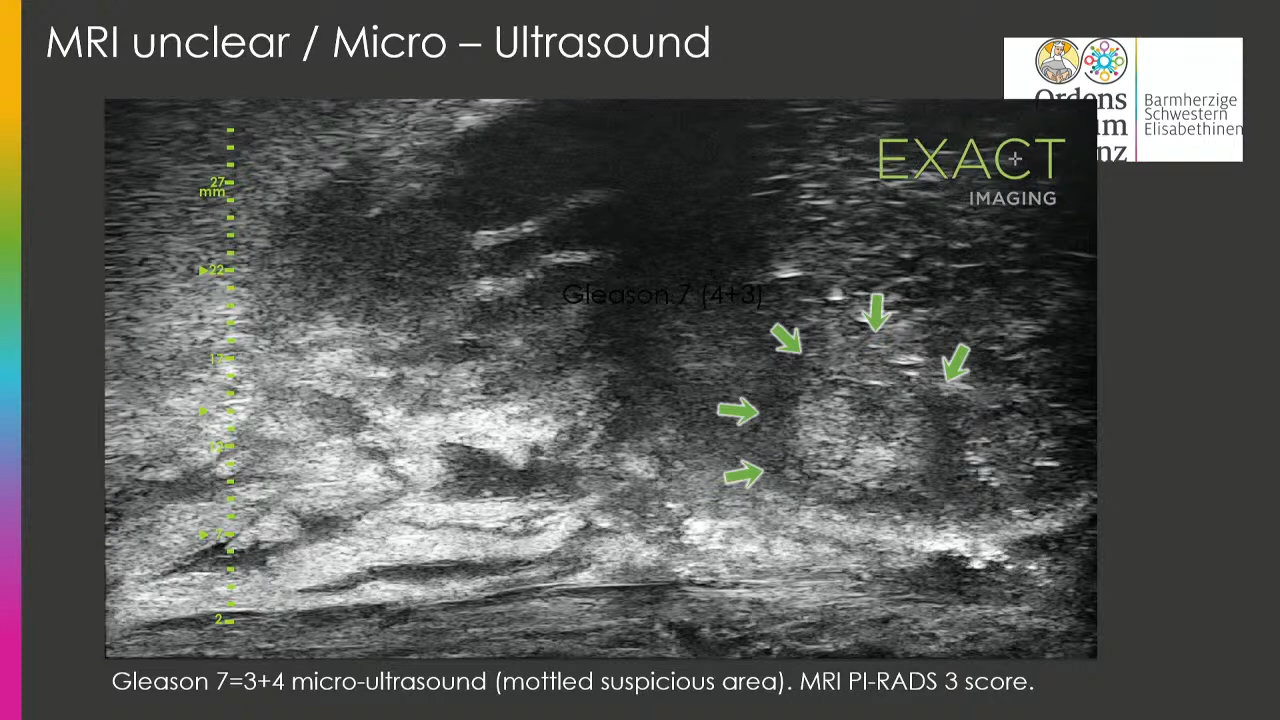 MRI unclear / Micro – Ultrasound
Barmherzige
Schwestern
Elisabethinen
EXACT
IMAGING
27
mm
22
Gleason 7 (4+3)
17
12
7
2
Gleason 7=3+4 micro-ultrasound (mottled suspicious area). MRI PI-RADS 3 score.